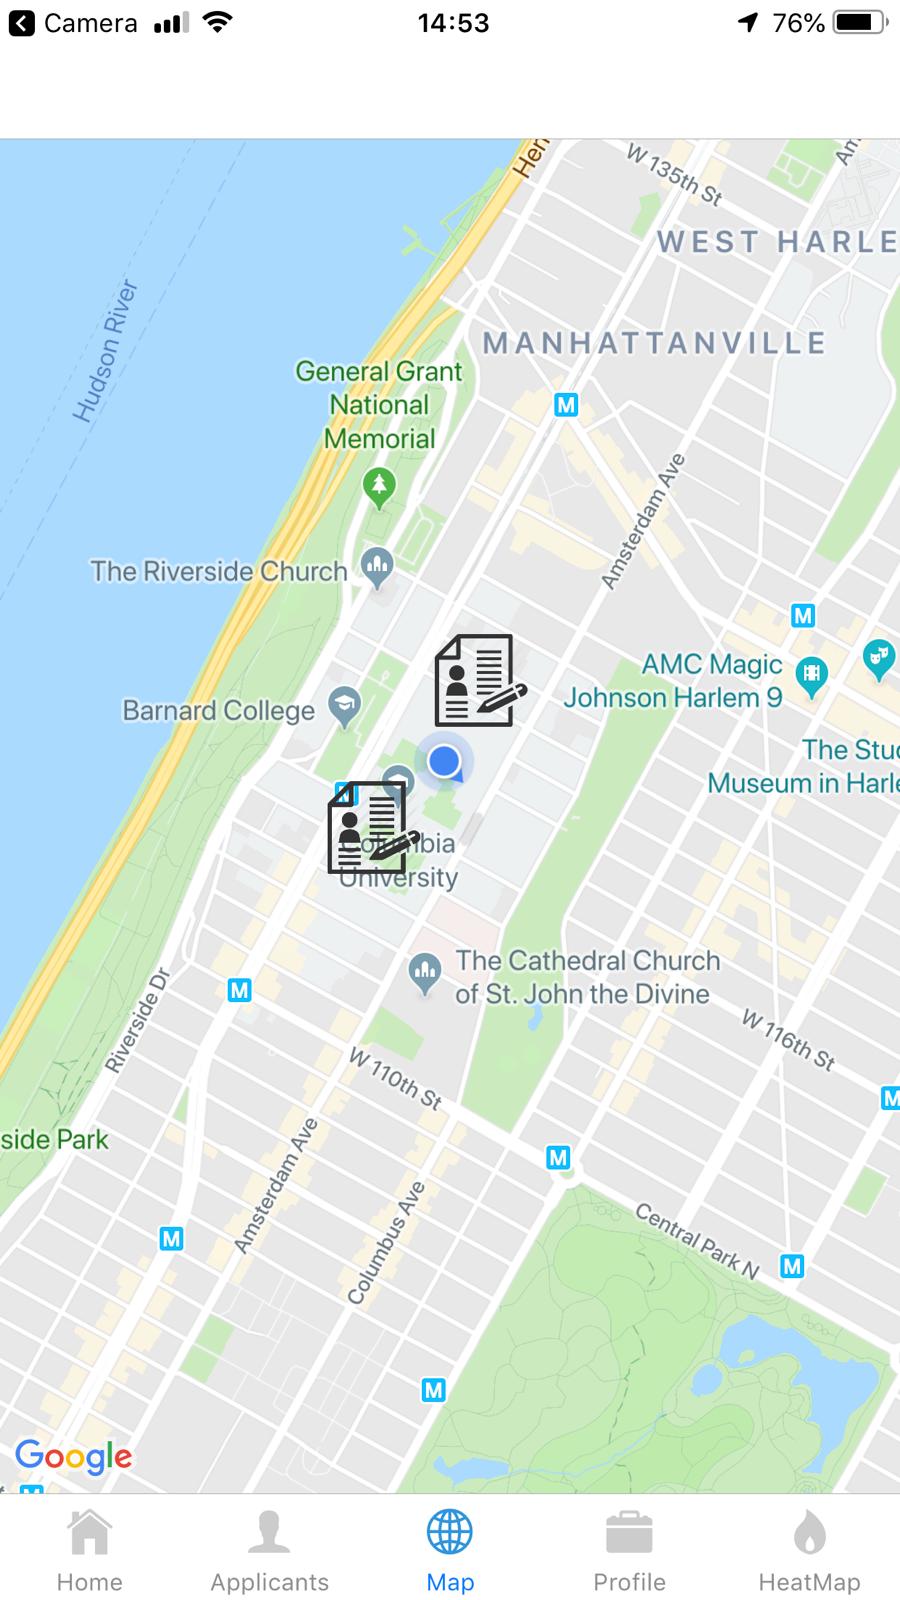 Camera 14:53 76%
Hen
W 135th St
Am
WEST HARLE
Hudson River
MANHATTANVILLE
General Grant
National
Memorial
M
Amsterdam Ave
The Riverside Church
M
AMC Magic
Johnson Harlem 9
Barnard College
The Stu
Museum in Harle
Columbia
University
The Cathedral Church
of St. John the Divine
M
Riverside Dr
W 116th St
W 110th St
M
side Park
M
Amsterdam Ave
Columbus Ave
Central Park N
M
M
M
Google
Home Applicants Map Profile HeatMap